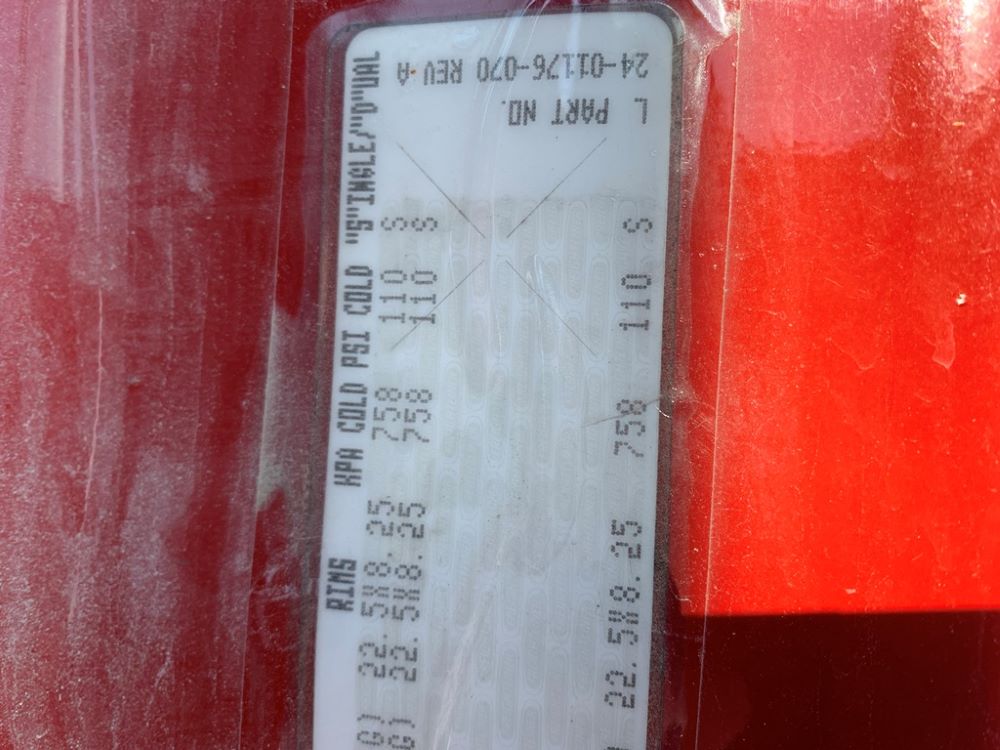 RIMS KPA COLD PSI COLD "S"INGLE/"D"UAL
G) 22.5X8.25 758 110 S
G) 22.5X8.25 758 110 S
22.5X8.25 758 110 S
L PART NO.
24-01176-070 REV-A